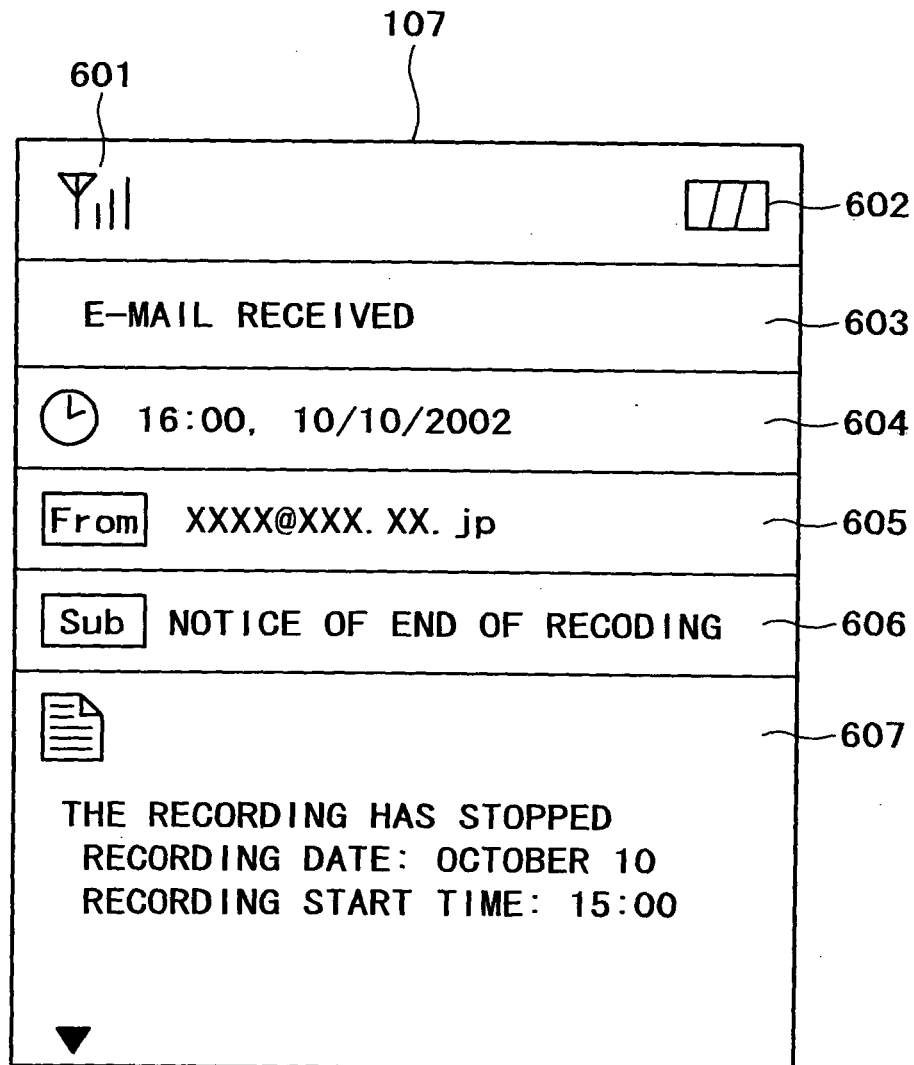 107
601
602
E-MAIL RECEIVED
603
16:00, 10/10/2002
604
From XXXX@XXX.XX.jp
605
Sub NOTICE OF END OF RECODING
606
607
THE RECORDING HAS STOPPED
RECORDING DATE: OCTOBER 10
RECORDING START TIME: 15:00